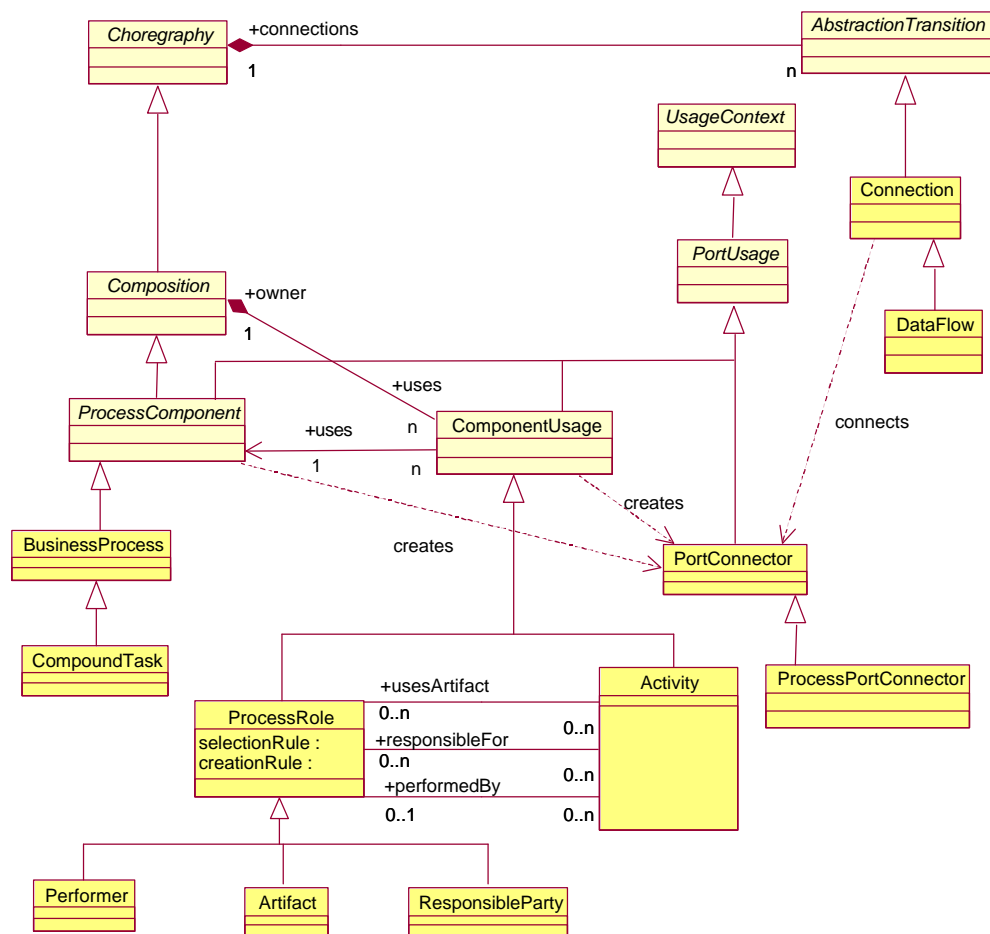 Choregraphy
+connections
1
n
AbstractionTransition
UsageContext
Connection
PortUsage
Composition
+owner
1
DataFlow
+uses
n
ProcessComponent
ComponentUsage
+uses
1
n
connects
creates
creates
BusinessProcess
PortConnector
CompoundTask
ProcessPortConnector
Activity
+usesArtifact
0..n
0..n
ProcessRole
selectionRule :
creationRule :
+responsibleFor
0..n
0..n
+performedBy
0..1
0..n
Performer
Artifact
ResponsibleParty